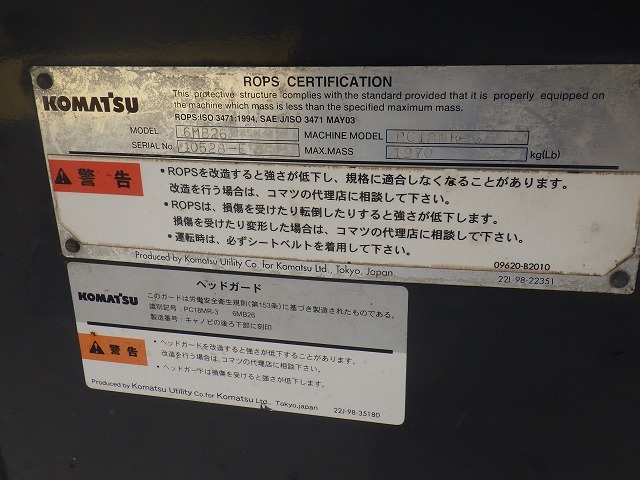 ROPS CERTIFICATION
KOMATSU
This protective structure complies with the standard provided that it is properly equipped on
the machine which mass is less than the specified maximum mass.
ROPS:ISO 3471:1994, SAE J/ISO 3471 MAY03
MODEL 6MB26 MACHINE MODEL PC18MR-3
SERIAL No. MAX.MASS 1970 kg(Lb)
警告
・ROPSを改造すると強さが低下し、規格に適合しなくなることがあります。
改造を行う場合は、コマツの代理店に相談して下さい。
・ROPSは、損傷を受けたり転倒したりすると強さが低下します。
損傷を受けたり変形した場合は、コマツの代理店に相談して下さい。
・運転時は、必ずシートベルトを着用して下さい。
09620-B2010
Produced by Komatsu Utility Co. for Komatsu Ltd., Tokyo, Japan
22L-98-22351
ヘッドガード
KOMATSU
このガードは労働安全衛生規則(第153条)に基づき製造されたものである。
識別記号：PC18MR-3 6MB26
製造番号：キャノピの後ろ下部に刻印
警告
・ヘッドガードを改造すると強さが低下することがあります。
改造する場合は、コマツの代理店に相談下さい。
・ヘッドガードは損傷を受けると強さが低下します。
Produced by Komatsu Utility Co. for Komatsu Ltd., Tokyo, Japan
22J-98-35180